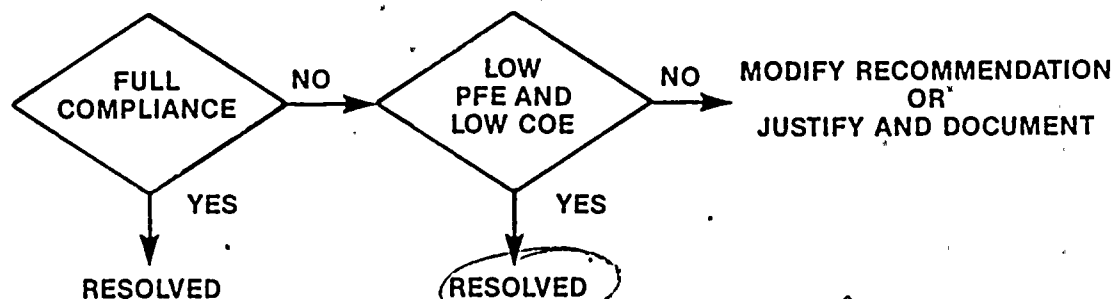 FULL
COMPLIANCE
NO
LOW
PFE AND
LOW COE
NO
MODIFY RECOMMENDATION
OR
JUSTIFY AND DOCUMENT
YES
YES
RESOLVED
RESOLVED